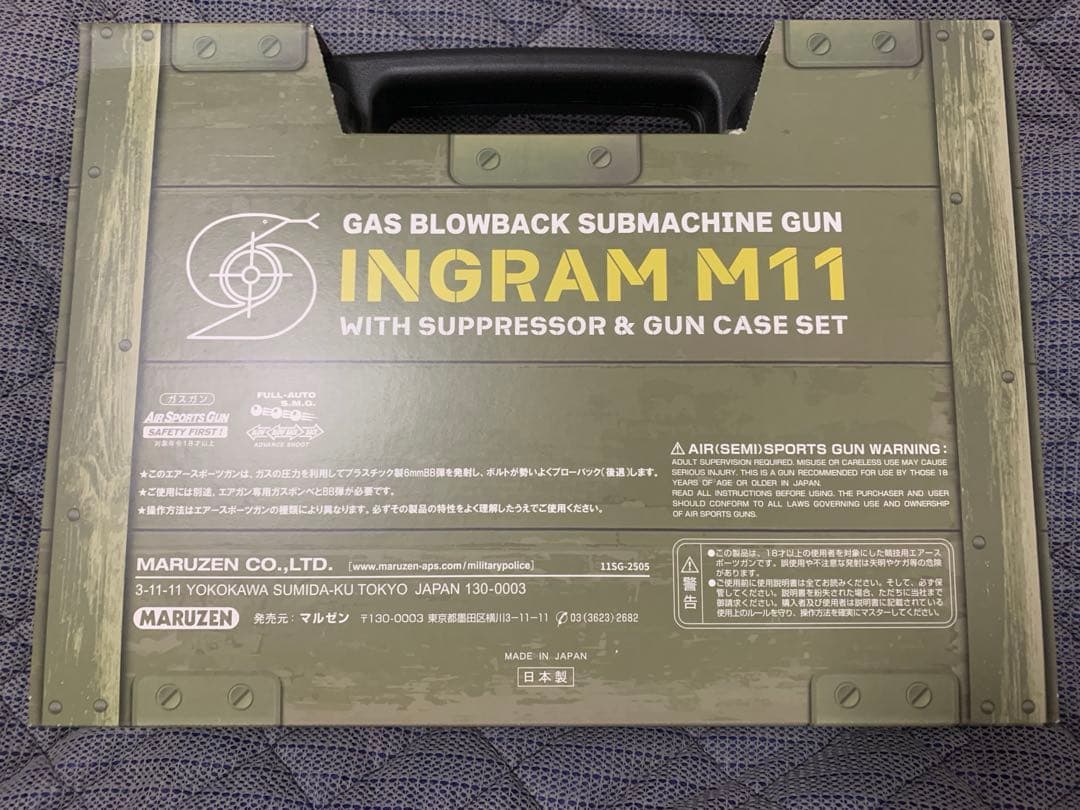 GAS BLOWBACK SUBMACHINE GUN
INGRAM M11
WITH SUPPRESSOR & GUN CASE SET
ガスガン
AIR SPORTS GUN
SAFETY FIRST!
対象年令18才以上
FULL-AUTO
S.M.G.
BLOW BACK
ADVANCE SHOOT
★このエアースポーツガンは、ガスの圧力を利用してプラスチック製6mmBB弾を発射し、ボルトが勢いよくブローバック(後退)します。
★ご使用には別途、エアガン専用ガスボンベとBB弾が必要です。
★操作方法はエアースポーツガンの種類により異なります。必ずその製品の特性をよく理解したうえでご使用ください。
⚠AIR(SEMI)SPORTS GUN WARNING:
ADULT SUPERVISION REQUIRED. MISUSE OR CARELESS USE MAY CAUSE
SERIOUS INJURY. THIS IS A GUN RECOMMENDED FOR USE BY THOSE 18
YEARS OF AGE OR OLDER IN JAPAN.
READ ALL INSTRUCTIONS BEFORE USING. THE PURCHASER AND USER
SHOULD CONFORM TO ALL LAWS GOVERNING USE AND OWNERSHIP
OF AIR SPORTS GUNS.
MARUZEN CO.,LTD. [www.maruzen-aps.com/militarypolice] 11SG-2505
3-11-11 YOKOKAWA SUMIDA-KU TOKYO JAPAN 130-0003
MARUZEN 発売元：マルゼン 〒130-0003 東京都墨田区横川3-11-11 ✆03(3623)2682
⚠警告
●この製品は、18才以上の使用者を対象にした競技用エアース
ポーツガンです。誤使用や不注意な発射は失明やケガ等の危険
があります。
●ご使用前に使用説明書は全てお読みください。そして、必ず保
管してください。説明書を紛失された場合、ただちに当社まで
御請求ください。購入者及び使用者は説明書に記載されている
使用上のルールを守り、操作方法を確実にマスターしてください。
MADE IN JAPAN
日本製